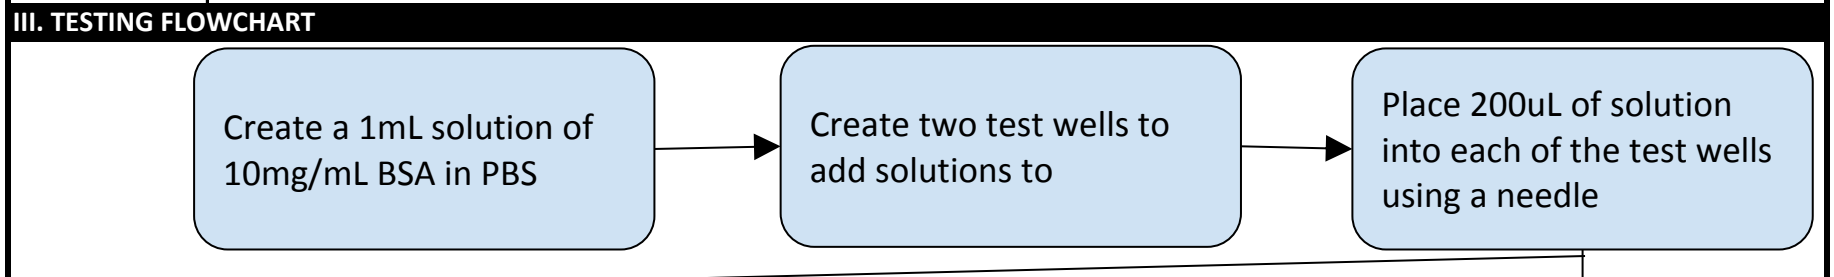 III. TESTING FLOWCHART
Create a 1mL solution of
10mg/mL BSA in PBS
Create two test wells to
add solutions to
Place 200uL of solution
into each of the test wells
using a needle